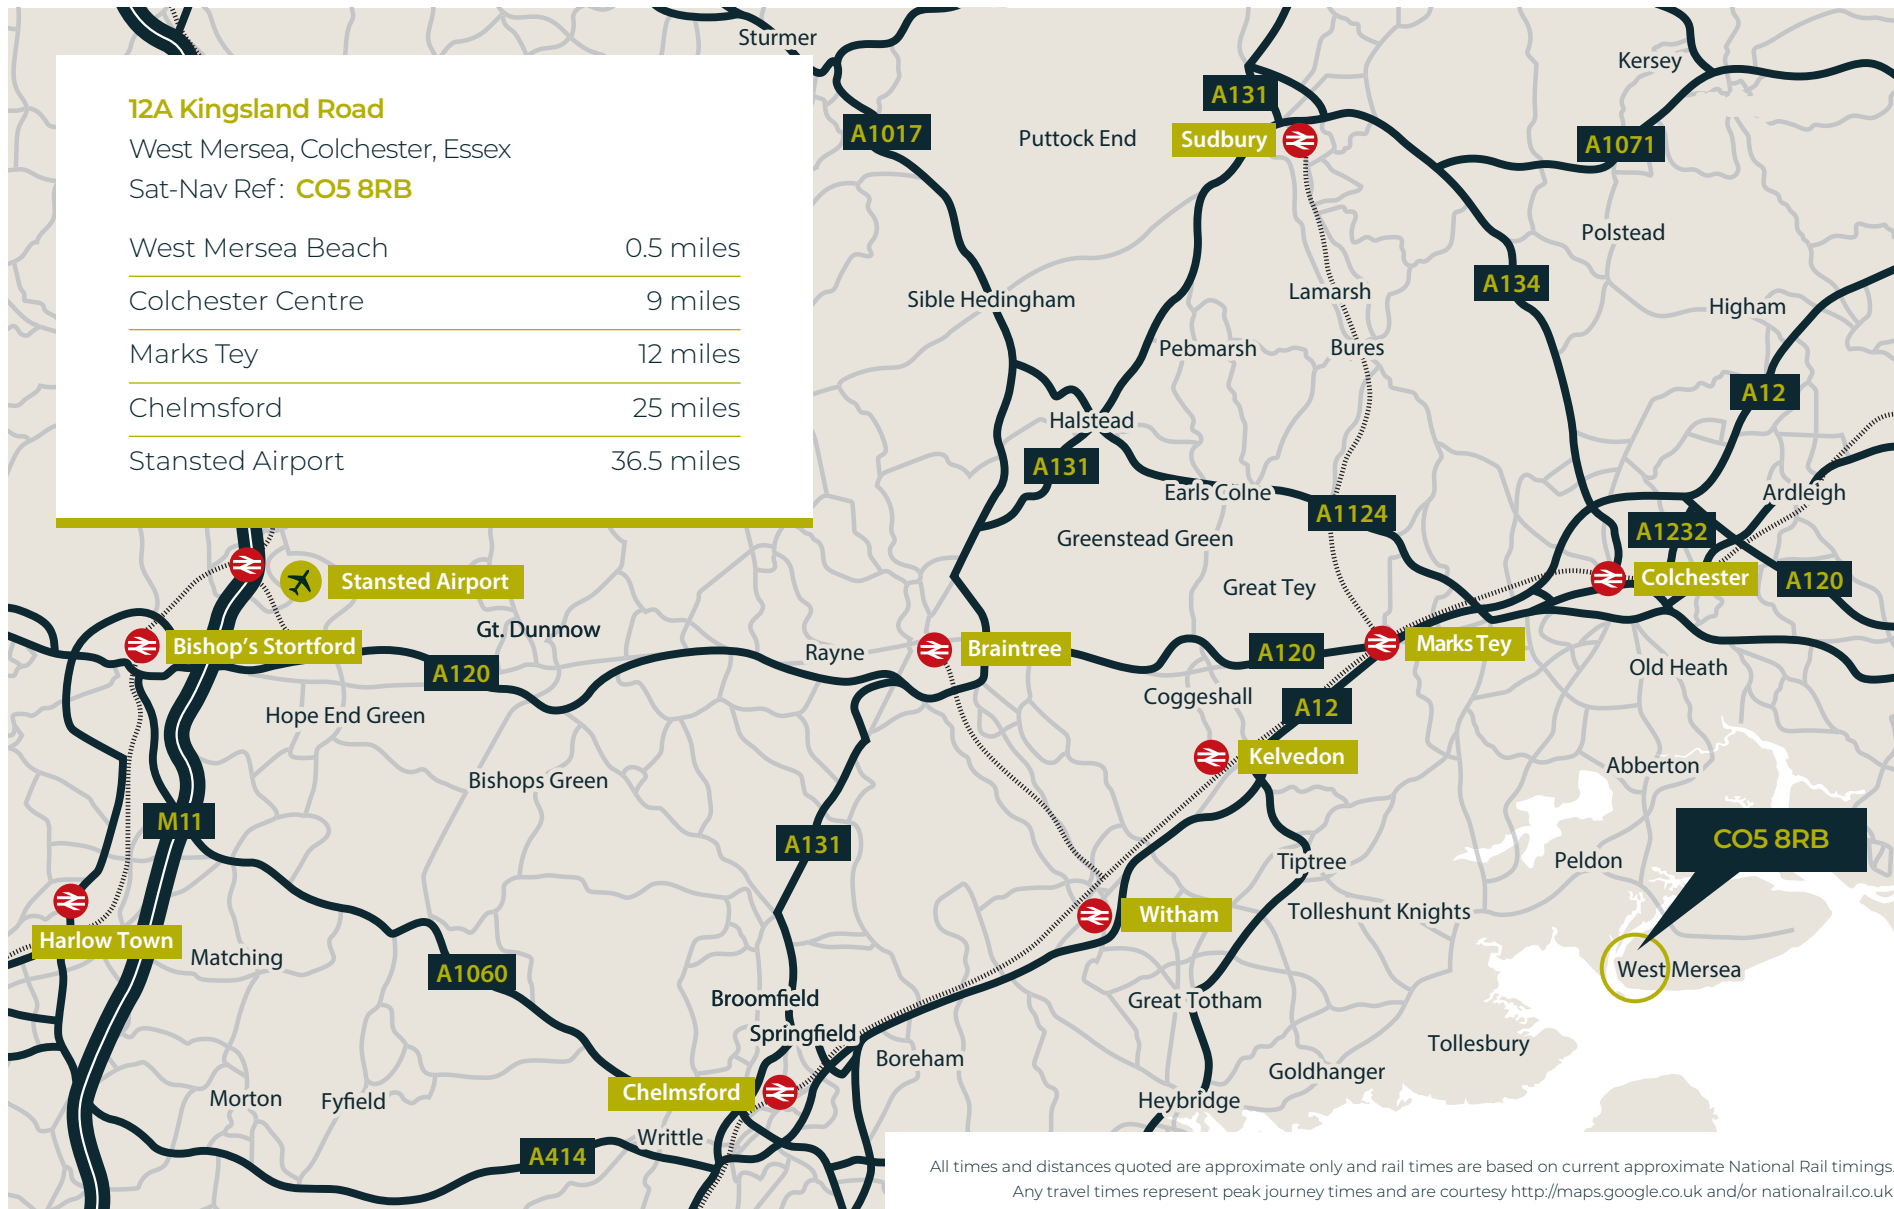 12A Kingsland Road
West Mersea, Colchester, Essex
Sat-Nav Ref: CO5 8RB
West Mersea Beach 0.5 miles
Colchester Centre 9 miles
Marks Tey 12 miles
Chelmsford 25 miles
Stansted Airport 36.5 miles
Sturmer
Kersey
A131
A1017
Puttock End
Sudbury
A1071
Polstead
A134
Lamarsh
Sible Hedingham
Higham
Pebmarsh
Bures
A12
Halstead
A131
Earls Colne
Ardleigh
A1124
A1232
Greenstead Green
Stansted Airport
Great Tey
Colchester
A120
Gt. Dunmow
Bishop's Stortford
Rayne
Braintree
A120
Marks Tey
A120
Old Heath
Coggeshall
A12
Hope End Green
Kelvedon
Abberton
Bishops Green
M11
A131
CO5 8RB
Tiptree
Peldon
Witham
Tolleshunt Knights
Harlow Town
Matching
A1060
West Mersea
Broomfield
Great Totham
Springfield
Boreham
Tollesbury
Goldhanger
Chelmsford
Morton
Fyfield
Heybridge
Writtle
A414
All times and distances quoted are approximate only and rail times are based on current approximate National Rail timings.
Any travel times represent peak journey times and are courtesy http://maps.google.co.uk and/or nationalrail.co.uk